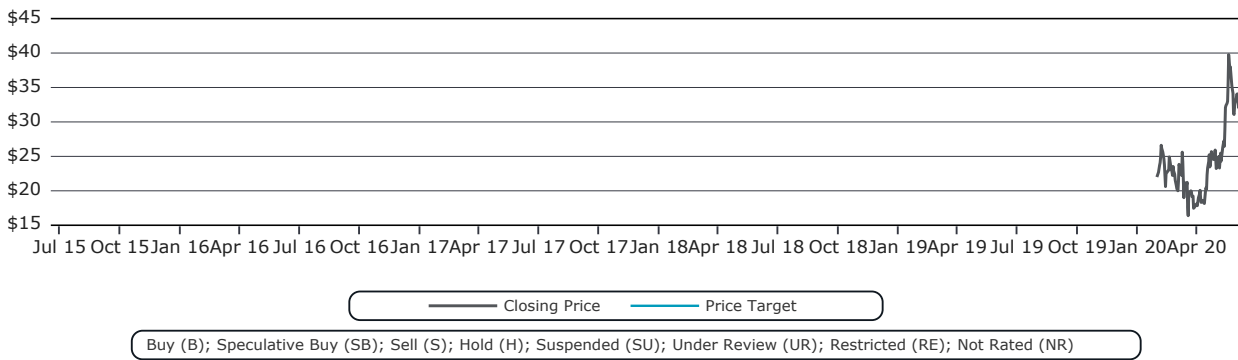 $45
$40
$35
$30
$25
$20
$15
Jul 15 Oct 15 Jan 16 Apr 16 Jul 16 Oct 16 Jan 17 Apr 17 Jul 17 Oct 17 Jan 18 Apr 18 Jul 18 Oct 18 Jan 19 Apr 19 Jul 19 Oct 19 Jan 20 Apr 20
Closing Price Price Target
Buy (B); Speculative Buy (SB); Sell (S); Hold (H); Suspended (SU); Under Review (UR); Restricted (RE); Not Rated (NR)